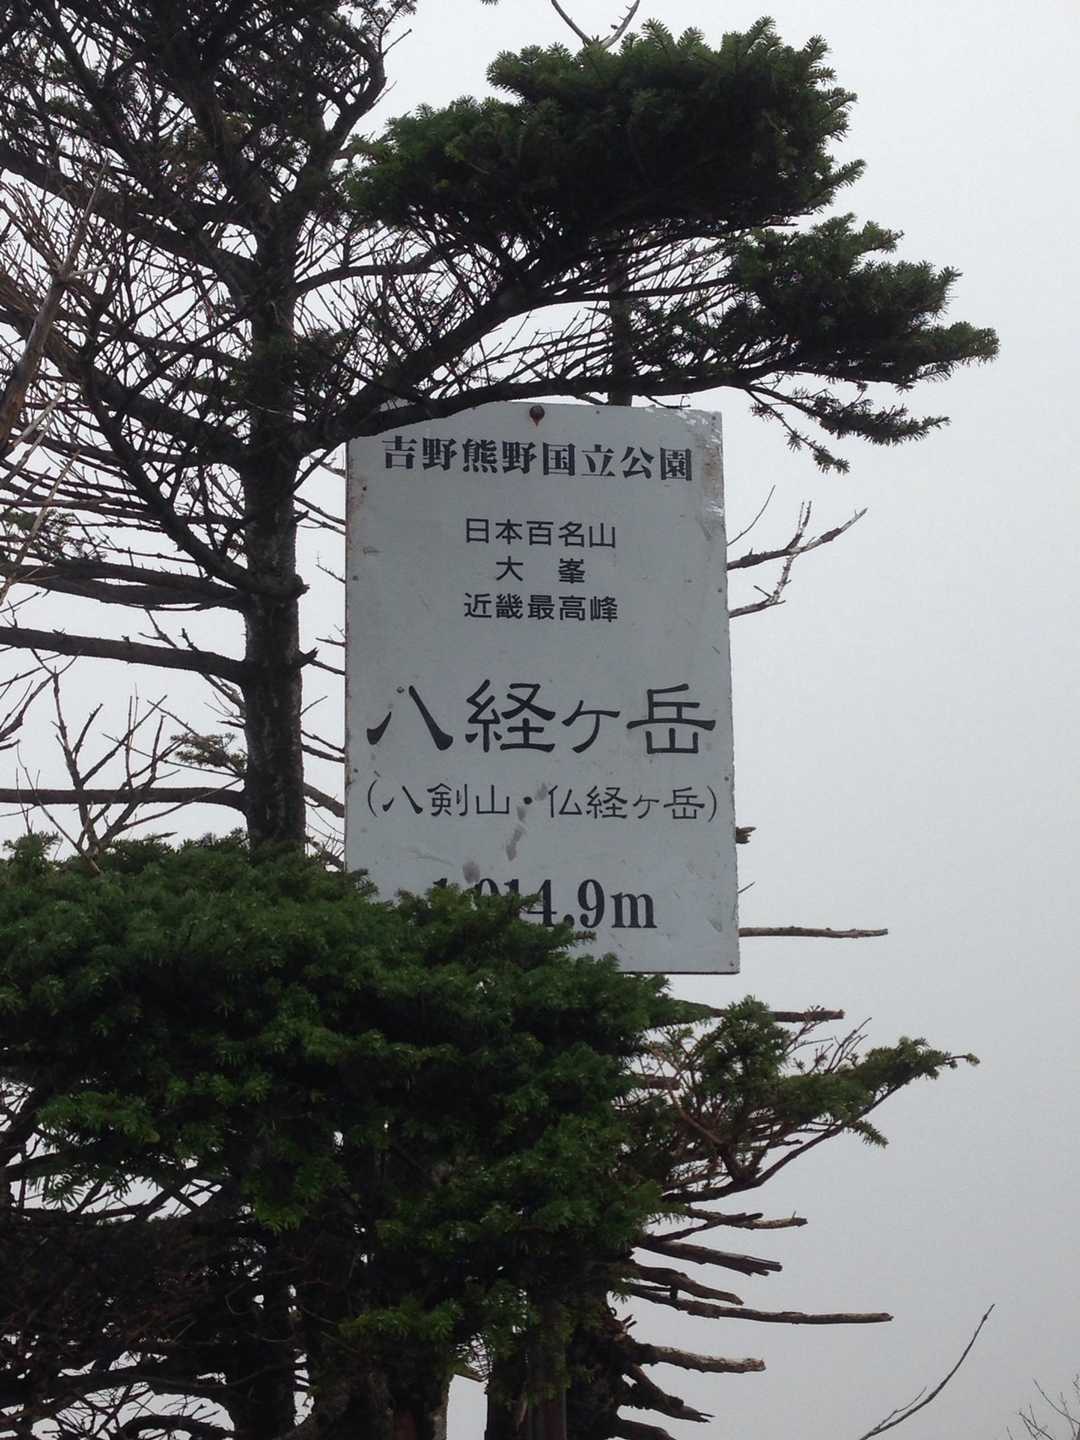 吉野熊野国立公園
日本百名山
大　峯
近畿最高峰
八経ヶ岳
(八剣山・仏経ヶ岳)
1,914.9m